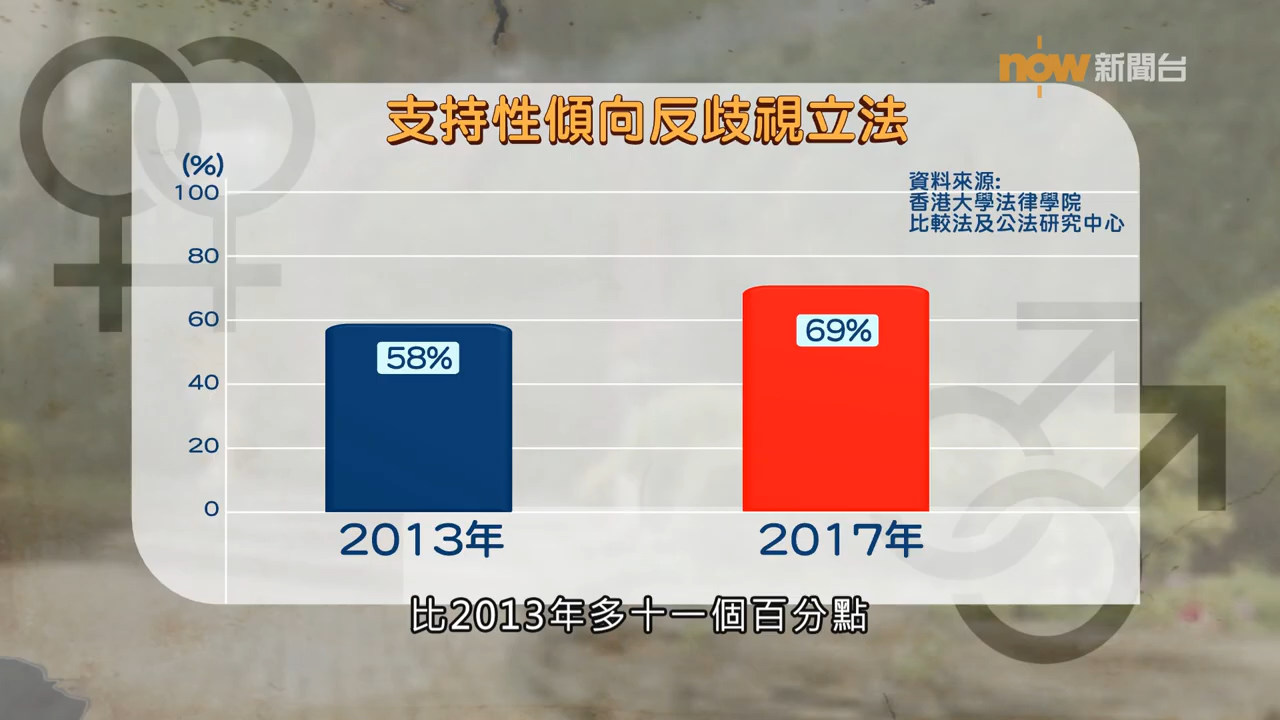 now 新聞台
支持性傾向反歧視立法
(%)
100
80
60
40
20
0
資料來源:
香港大學法律學院
比較法及公法研究中心
58%
69%
2013年
2017年
比2013年多十一個百分點